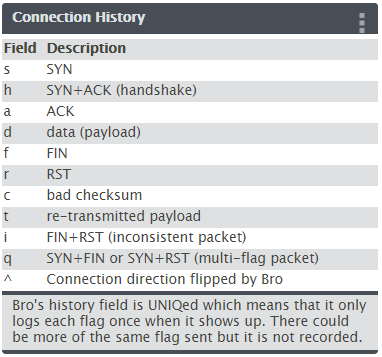 Connection History
Field Description
s SYN
h SYN+ACK (handshake)
a ACK
d data (payload)
f FIN
r RST
c bad checksum
t re-transmitted payload
i FIN+RST (inconsistent packet)
q SYN+FIN or SYN+RST (multi-flag packet)
^ Connection direction flipped by Bro
Bro's history field is UNIQed which means that it only
logs each flag once when it shows up. There could
be more of the same flag sent but it is not recorded.